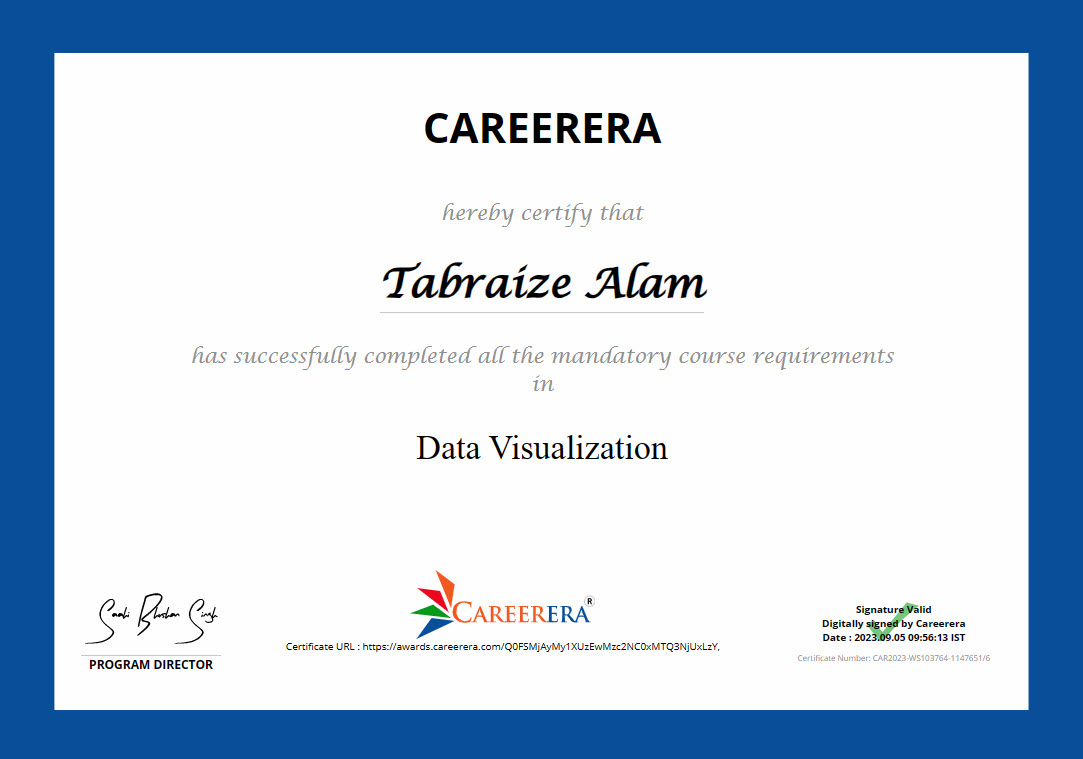 CAREERERA
hereby certify that
Tabraize Alam
has successfully completed all the mandatory course requirements
in
Data Visualization
Sashi Bhushan Singh
PROGRAM DIRECTOR
CAREERERA®
Certificate URL : https://awards.careerera.com/Q0FSMjAyMy1XUzEwMzc2NC0xMTQ3NjUxLzY,
Signature Valid
Digitally signed by Careerera
Date : 2023.09.05 09:56:13 IST
Certificate Number: CAR2023-WS103764-1147651/6